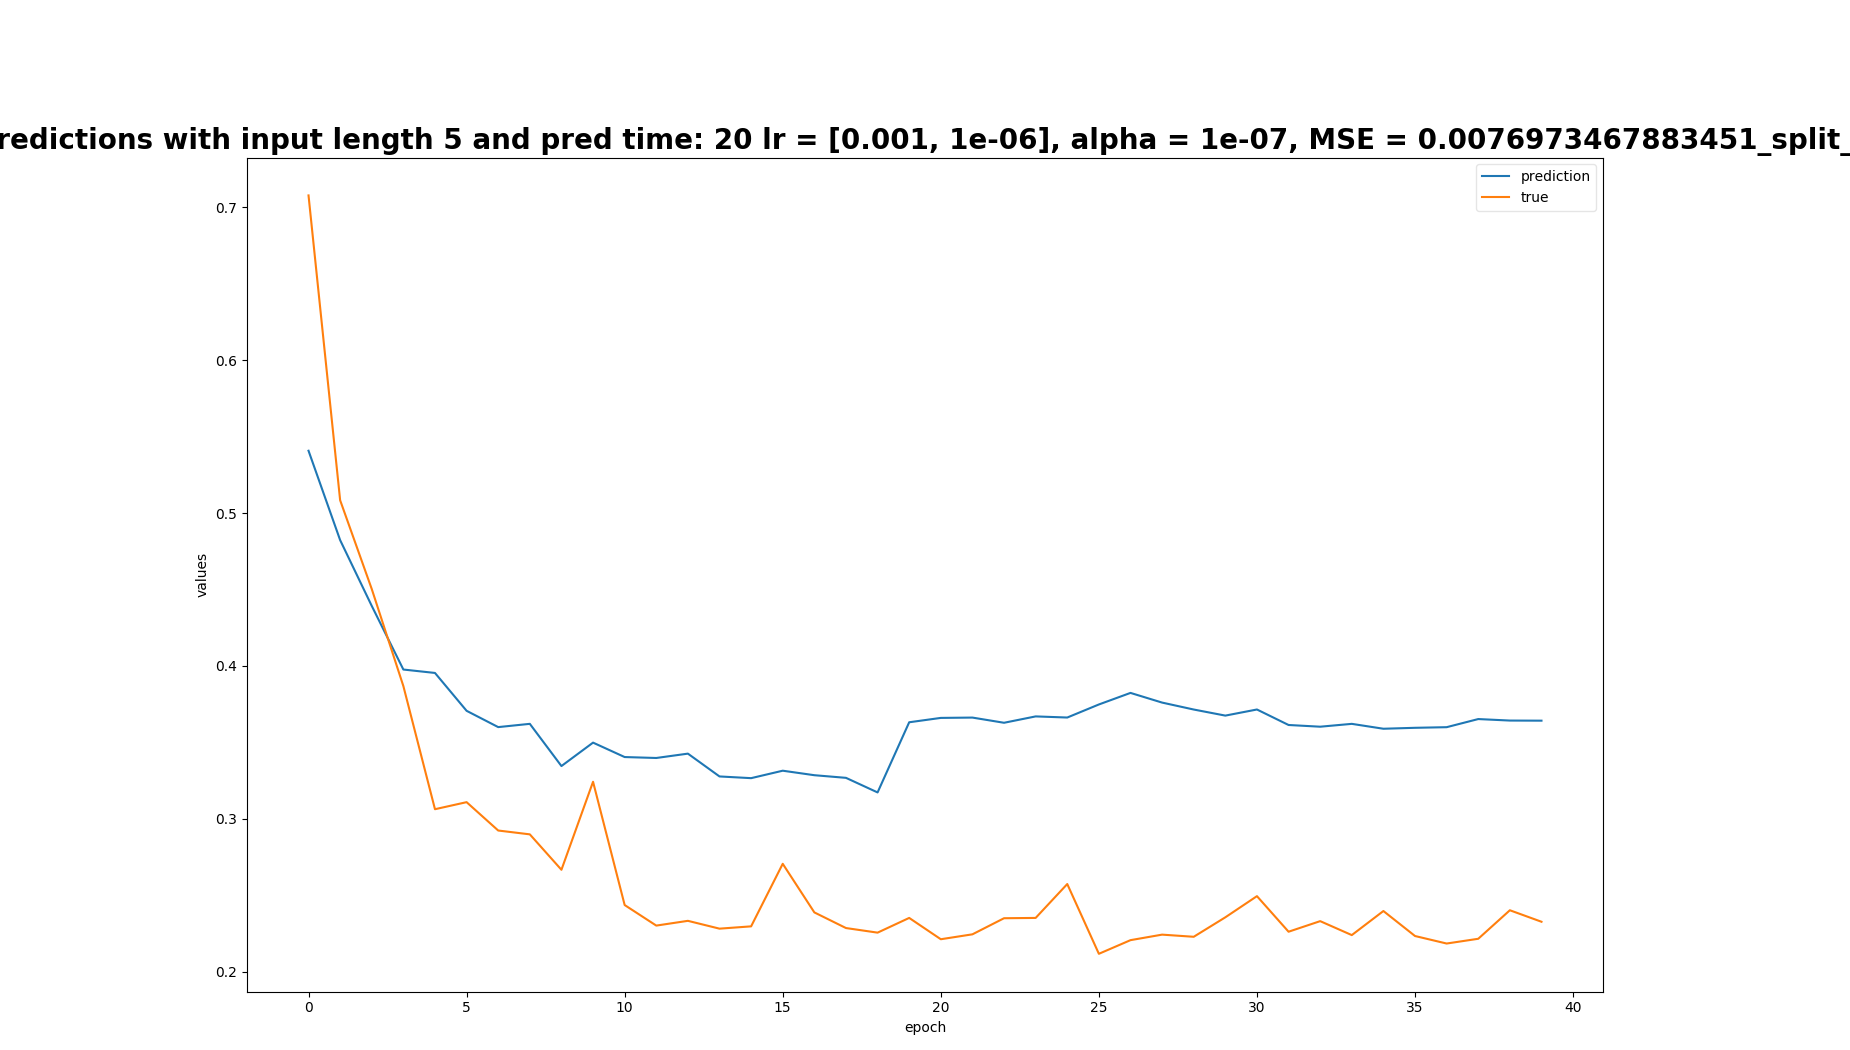 redictions with input length 5 and pred time: 20 lr = [0.001, 1e-06], alpha = 1e-07, MSE = 0.0076973467883451_split_
prediction
true
0.7
0.6
0.5
0.4
0.3
0.2
values
0 5 10 15 20 25 30 35 40
epoch